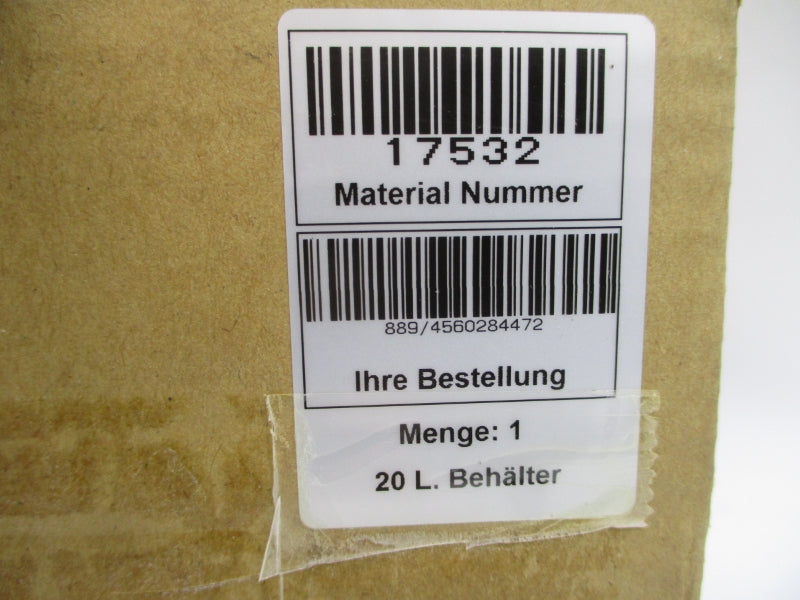 17532
Material Nummer
889/4560284472
Ihre Bestellung
Menge: 1
20 L. Behälter